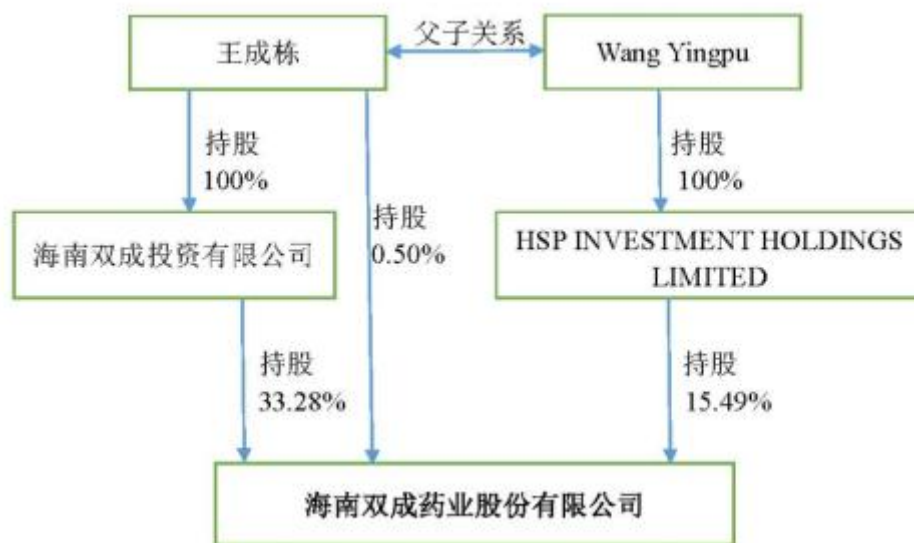 王成栋
父子关系
Wang Yingpu
持股
100%
持股
0.50%
持股
100%
海南双成投资有限公司
HSP INVESTMENT HOLDINGS
LIMITED
持股
33.28%
持股
15.49%
海南双成药业股份有限公司